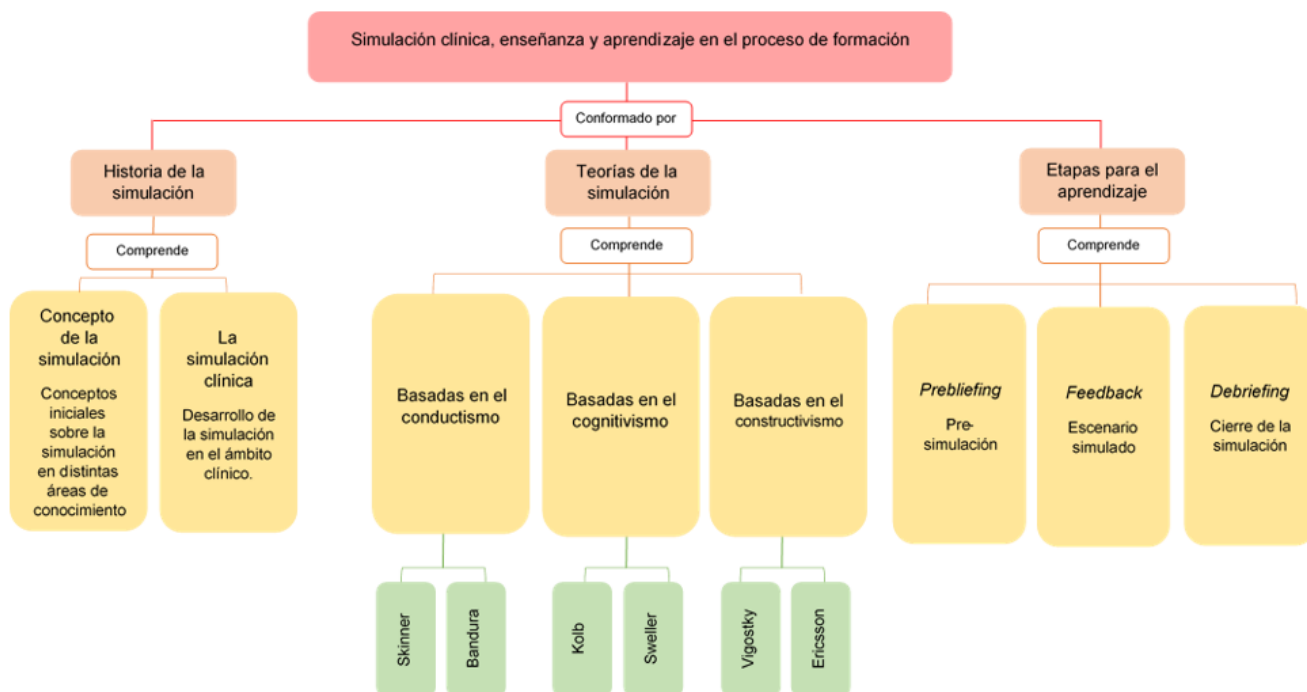 Simulación clínica, enseñanza y aprendizaje en el proceso de formación
Conformado por
Historia de la
simulación
Teorías de la
simulación
Etapas para el
aprendizaje
Comprende
Comprende
Comprende
Concepto
de la
simulación
Conceptos
iniciales
sobre la
simulación
en distintas
áreas de
conocimiento
La
simulación
clínica
Desarrollo de
la simulación
en el ámbito
clínico.
Basadas en el
conductismo
Basadas en el
cognitivismo
Basadas en el
constructivismo
Prebliefing
Pre-
simulación
Feedback
Escenario
simulado
Debriefing
Cierre de la
simulación
Skinner
Bandura
Kolb
Sweller
Vigostky
Ericsson